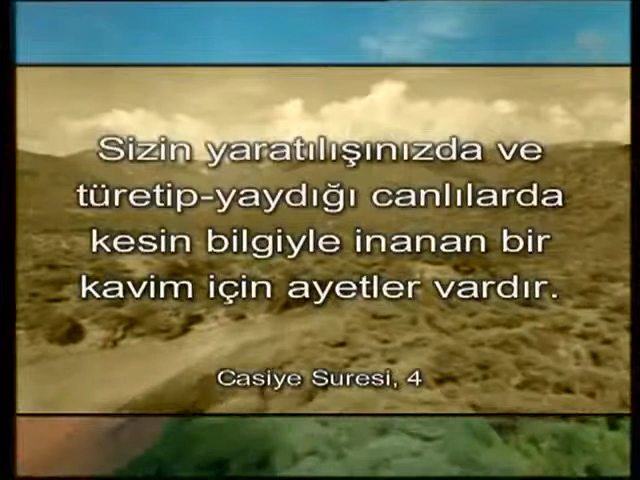 Sizin yaratılışınızda ve
türetip-yaydığı canlılarda
kesin bilgiyle inanan bir
kavim için ayetler vardır.
Casiye Suresi, 4